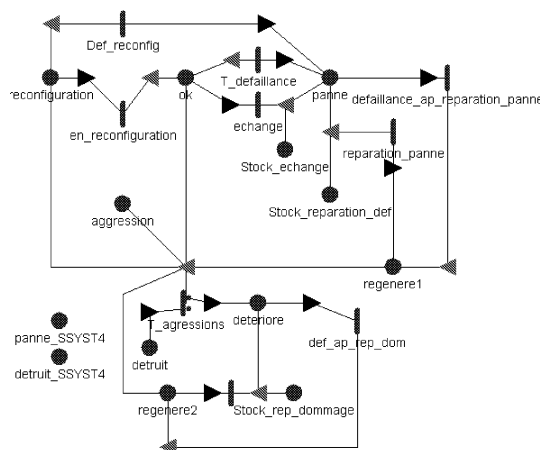 Def_reconfig
reconfiguration
ok
T_defaillance
panne
defaillance_ap_reparation_panne
en_reconfiguration
echange
reparation_panne
Stock_echange
Stock_reparation_def
aggression
regenere1
T_agressions
deteriore
def_ap_rep_dom
panne_SSYST4
detruit
detruit_SSYST4
regenere2
Stock_rep_dommage